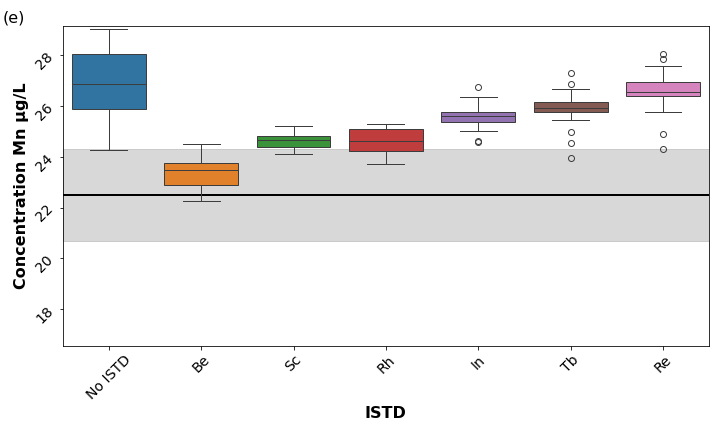 (e)
Concentration Mn µg/L
28
26
24
22
20
18
No ISTD
Be
Sc
Rh
In
Tb
Re
ISTD